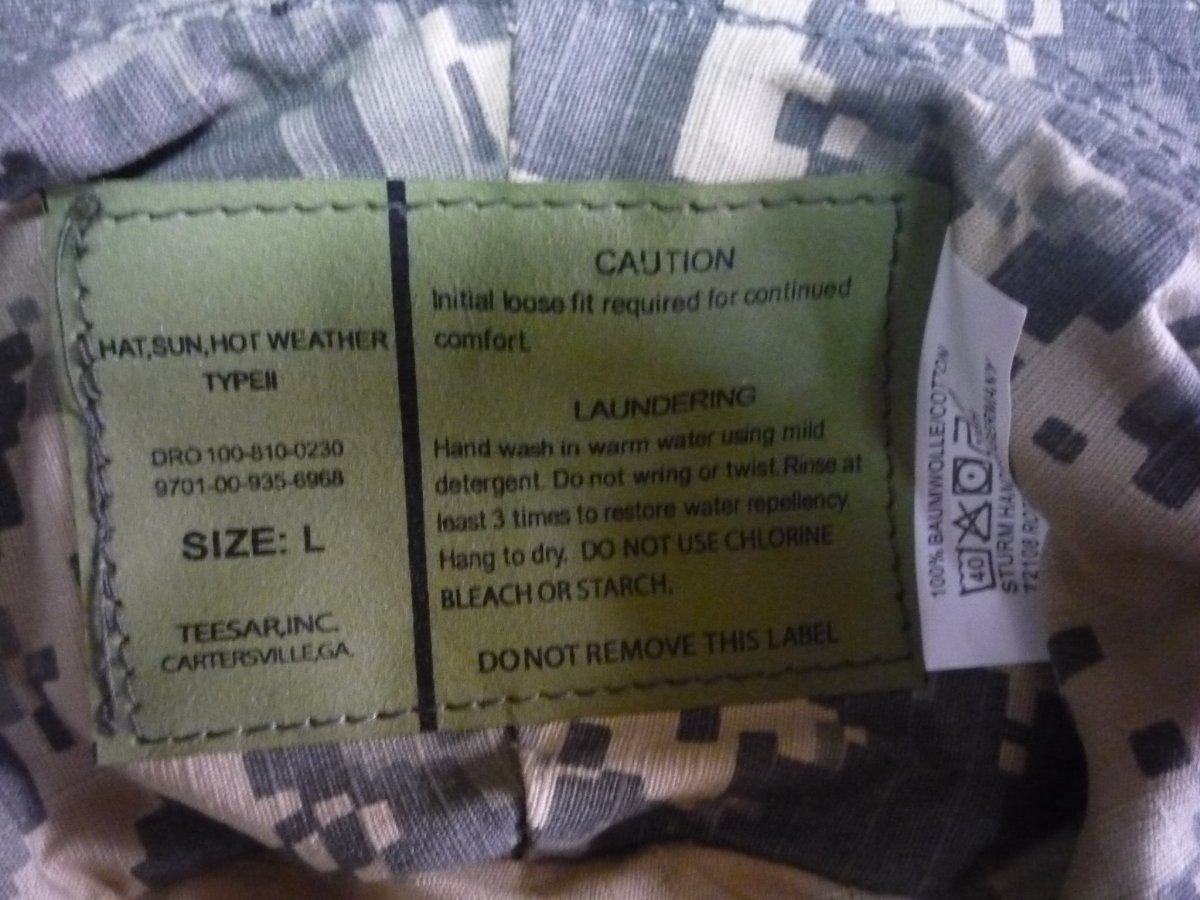 HAT,SUN,HOT WEATHER
TYPEII
DRO 100-810-0230
9701-00-935-6968
SIZE: L
TEESAR,INC.
CARTERSVILLE,GA.
CAUTION
Initial loose fit required for continued
comfort.
LAUNDERING
Hand wash in warm water using mild
detergent. Do not wring or twist. Rinse at
least 3 times to restore water repellency.
Hang to dry. DO NOT USE CHLORINE
BLEACH OR STARCH.
DO NOT REMOVE THIS LABEL
100% BAUMWOLLE/COTTON
40
STURM
72108